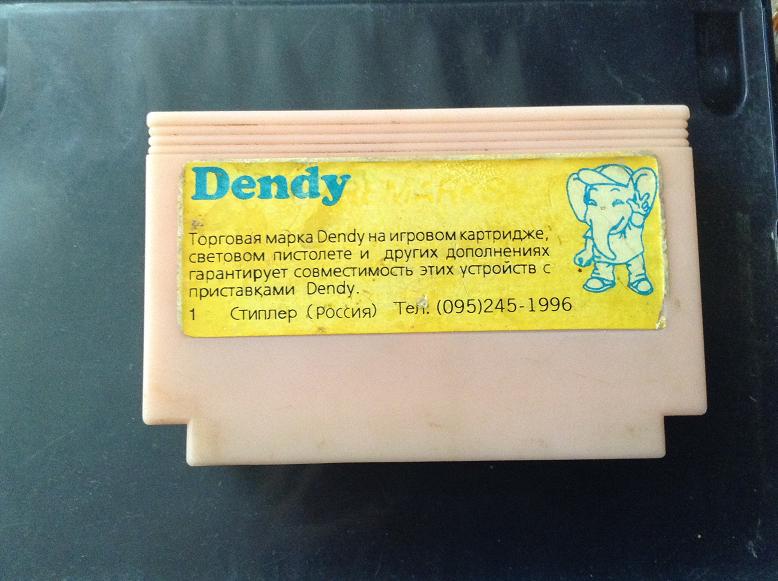 Dendy
Торговая марка Dendy на игровом картридже,
световом пистолете и других дополнениях
гарантирует совместимость этих устройств с
приставками Dendy.
1 Стиплер (Россия) Тел. (095)245-1996